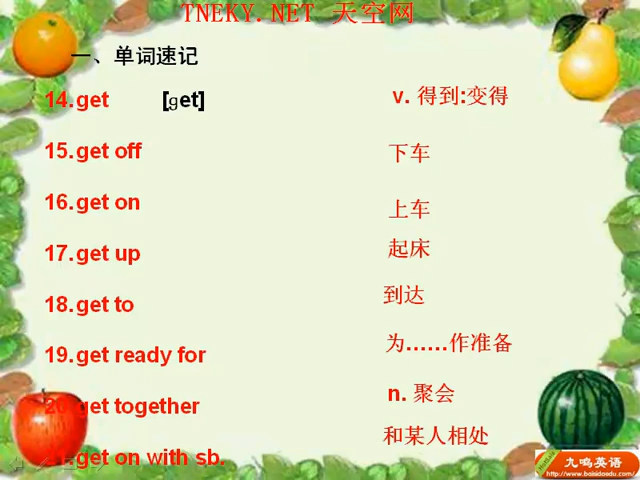 TNEKY.NET 天空网
一、单词速记
14.get [get] v. 得到:变得
15.get off 下车
16.get on 上车
17.get up 起床
18.get to 到达
19.get ready for 为……作准备
get together n. 聚会
get on with sb. 和某人相处
九鸣英语